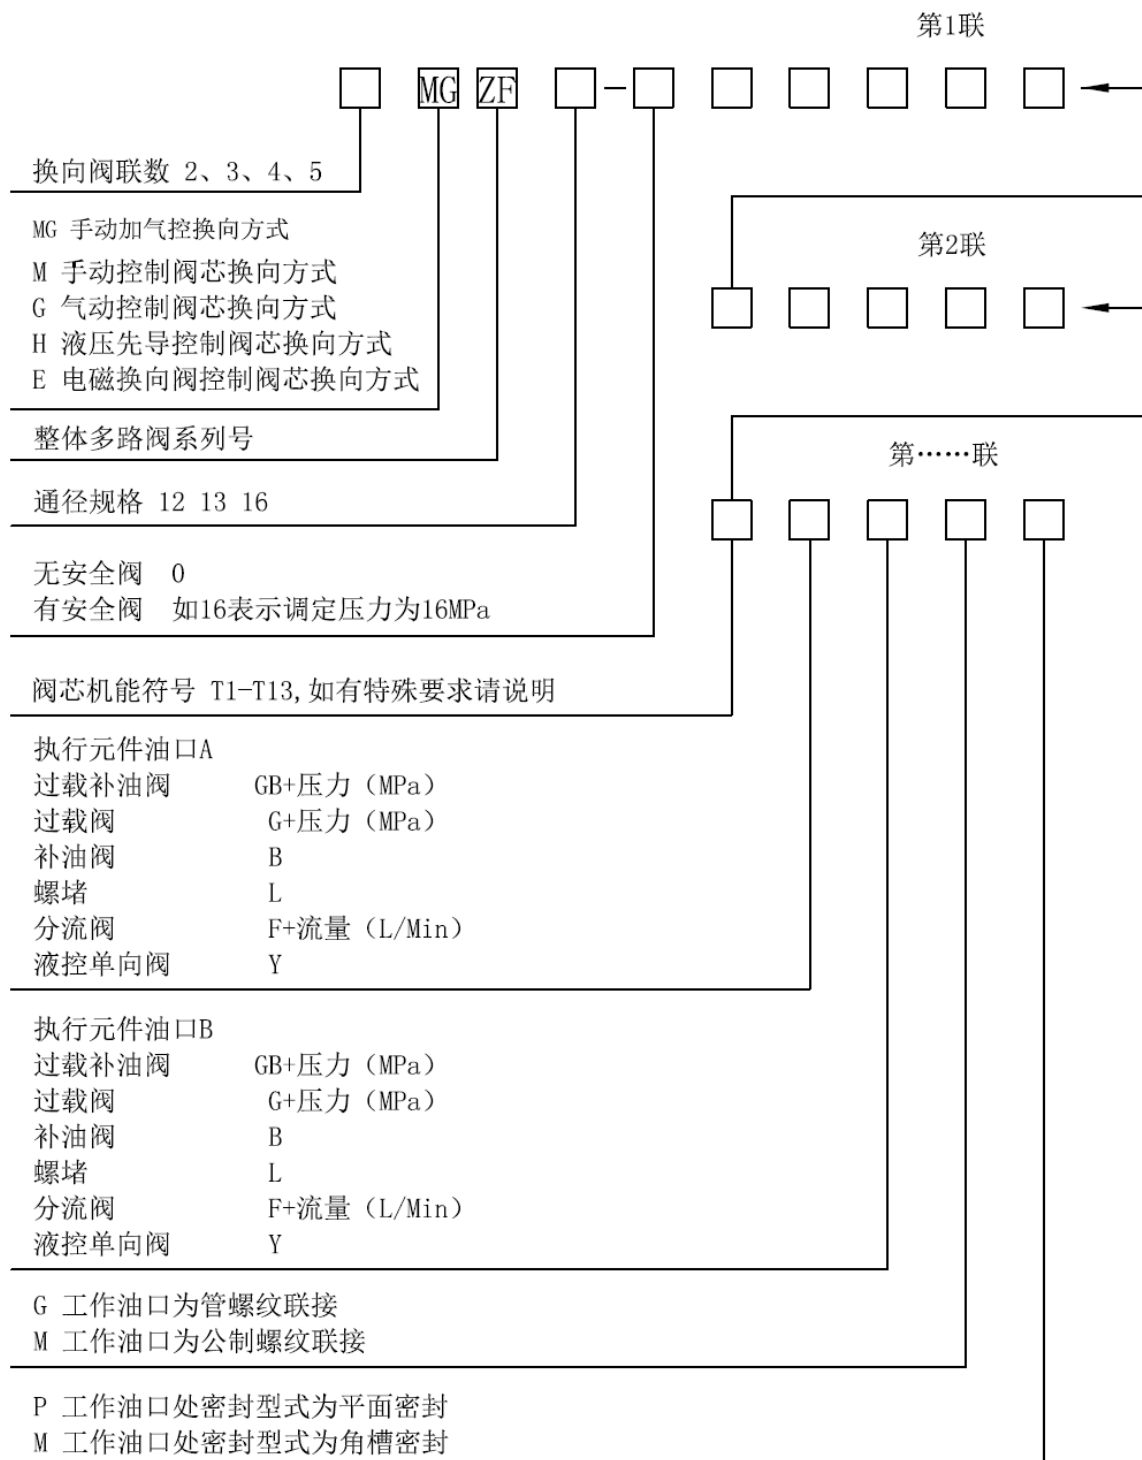 第1联
MG ZF -
换向阀联数 2、3、4、5
MG 手动加气控换向方式
第2联
M 手动控制阀芯换向方式
G 气动控制阀芯换向方式
H 液压先导控制阀芯换向方式
E 电磁换向阀控制阀芯换向方式
整体多路阀系列号
第……联
通径规格 12 13 16
无安全阀 0
有安全阀 如16表示调定压力为16MPa
阀芯机能符号 T1-T13,如有特殊要求请说明
执行元件油口A
过载补油阀 GB+压力（MPa）
过载阀 G+压力（MPa）
补油阀 B
螺堵 L
分流阀 F+流量（L/Min）
液控单向阀 Y
执行元件油口B
过载补油阀 GB+压力（MPa）
过载阀 G+压力（MPa）
补油阀 B
螺堵 L
分流阀 F+流量（L/Min）
液控单向阀 Y
G 工作油口为管螺纹联接
M 工作油口为公制螺纹联接
P 工作油口处密封型式为平面密封
M 工作油口处密封型式为角槽密封